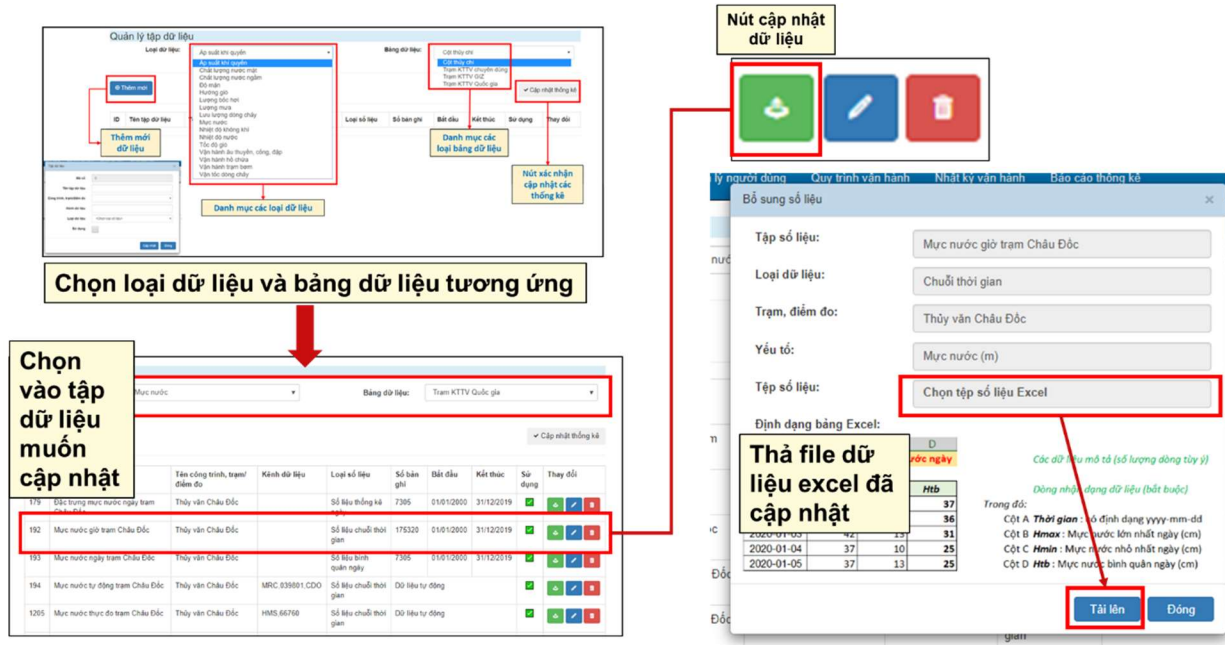 Quản lý tập dữ liệu
Loại dữ liệu:
Áp suất khí quyển
Áp suất khí quyển
Chất lượng nước mặt
Chất lượng nước ngầm
Độ mặn
Hướng gió
Lượng bốc hơi
Lượng mưa
Lưu lượng dòng chảy
Mực nước
Nhiệt độ không khí
Nhiệt độ nước
Tốc độ gió
Vận hành âu thuyền, cống, đập
Vận hành hồ chứa
Vận hành trạm bơm
Vận tốc dòng chảy
Bảng dữ liệu:
Cột thủy chí
Cột thủy chí
Trạm KTTV chuyên dùng
Trạm KTTV GIZ
Trạm KTTV Quốc gia
Thêm mới
Cập nhật thống kê
ID Tên tập dữ liệu Loại số liệu Số bản ghi Bắt đầu Kết thúc Sử dụng Thay đổi
Thêm mới
dữ liệu
Danh mục các
loại bảng dữ liệu
Nút xác nhận
cập nhật các
thống kê
Danh mục các loại dữ liệu
Chọn loại dữ liệu và bảng dữ liệu tương ứng
Chọn
vào tập
dữ liệu
muốn
cập nhật
Mực nước
Bảng dữ liệu:
Trạm KTTV Quốc gia
Cập nhật thống kê
Tên công trình, trạm/
điểm đo
Kênh dữ liệu
Loại số liệu
Số bản
ghi
Bắt đầu
Kết thúc
Sử
dụng
Thay đổi
179 Đặc trưng mực nước ngày trạm
Châu Đốc
Thủy văn Châu Đốc
Số liệu thống kê
ngày
7305 01/01/2000 31/12/2019
192 Mực nước giờ trạm Châu Đốc Thủy văn Châu Đốc
Số liệu chuỗi thời
gian
175320 01/01/2000 31/12/2019
193 Mực nước ngày trạm Châu Đốc Thủy văn Châu Đốc
Số liệu bình
quân ngày
7305 01/01/2000 31/12/2019
194 Mực nước tự động trạm Châu Đốc Thủy văn Châu Đốc MRC.039801.CDO
Số liệu chuỗi thời
gian
Dữ liệu tự động
1205 Mực nước thực đo trạm Châu Đốc Thủy văn Châu Đốc HMS.66760
Số liệu chuỗi thời
gian
Dữ liệu tự động
Nút cập nhật
dữ liệu
lý người dùng Quy trình vận hành Nhật ký vận hành Báo cáo thống kê
Bổ sung số liệu ×
Tập số liệu:
Mực nước giờ trạm Châu Đốc
Loại dữ liệu:
Chuỗi thời gian
Trạm, điểm đo:
Thủy văn Châu Đốc
Yếu tố:
Mực nước (m)
Tệp số liệu:
Chọn tệp số liệu Excel
Định dạng bảng Excel:
Thả file dữ
liệu excel đã
cập nhật
D
ước ngày
Htb
37
36
2020-01-03 42 13 31
2020-01-04 37 10 25
2020-01-05 37 13 25
Các dữ liệu mô tả (số lượng dòng tùy ý)
Dòng nhận dạng dữ liệu (bắt buộc)
Trong đó:
Cột A Thời gian : có định dạng yyyy-mm-dd
Cột B Hmax : Mực nước lớn nhất ngày (cm)
Cột C Hmin : Mực nước nhỏ nhất ngày (cm)
Cột D Htb : Mực nước bình quân ngày (cm)
Tải lên
Đóng
gian